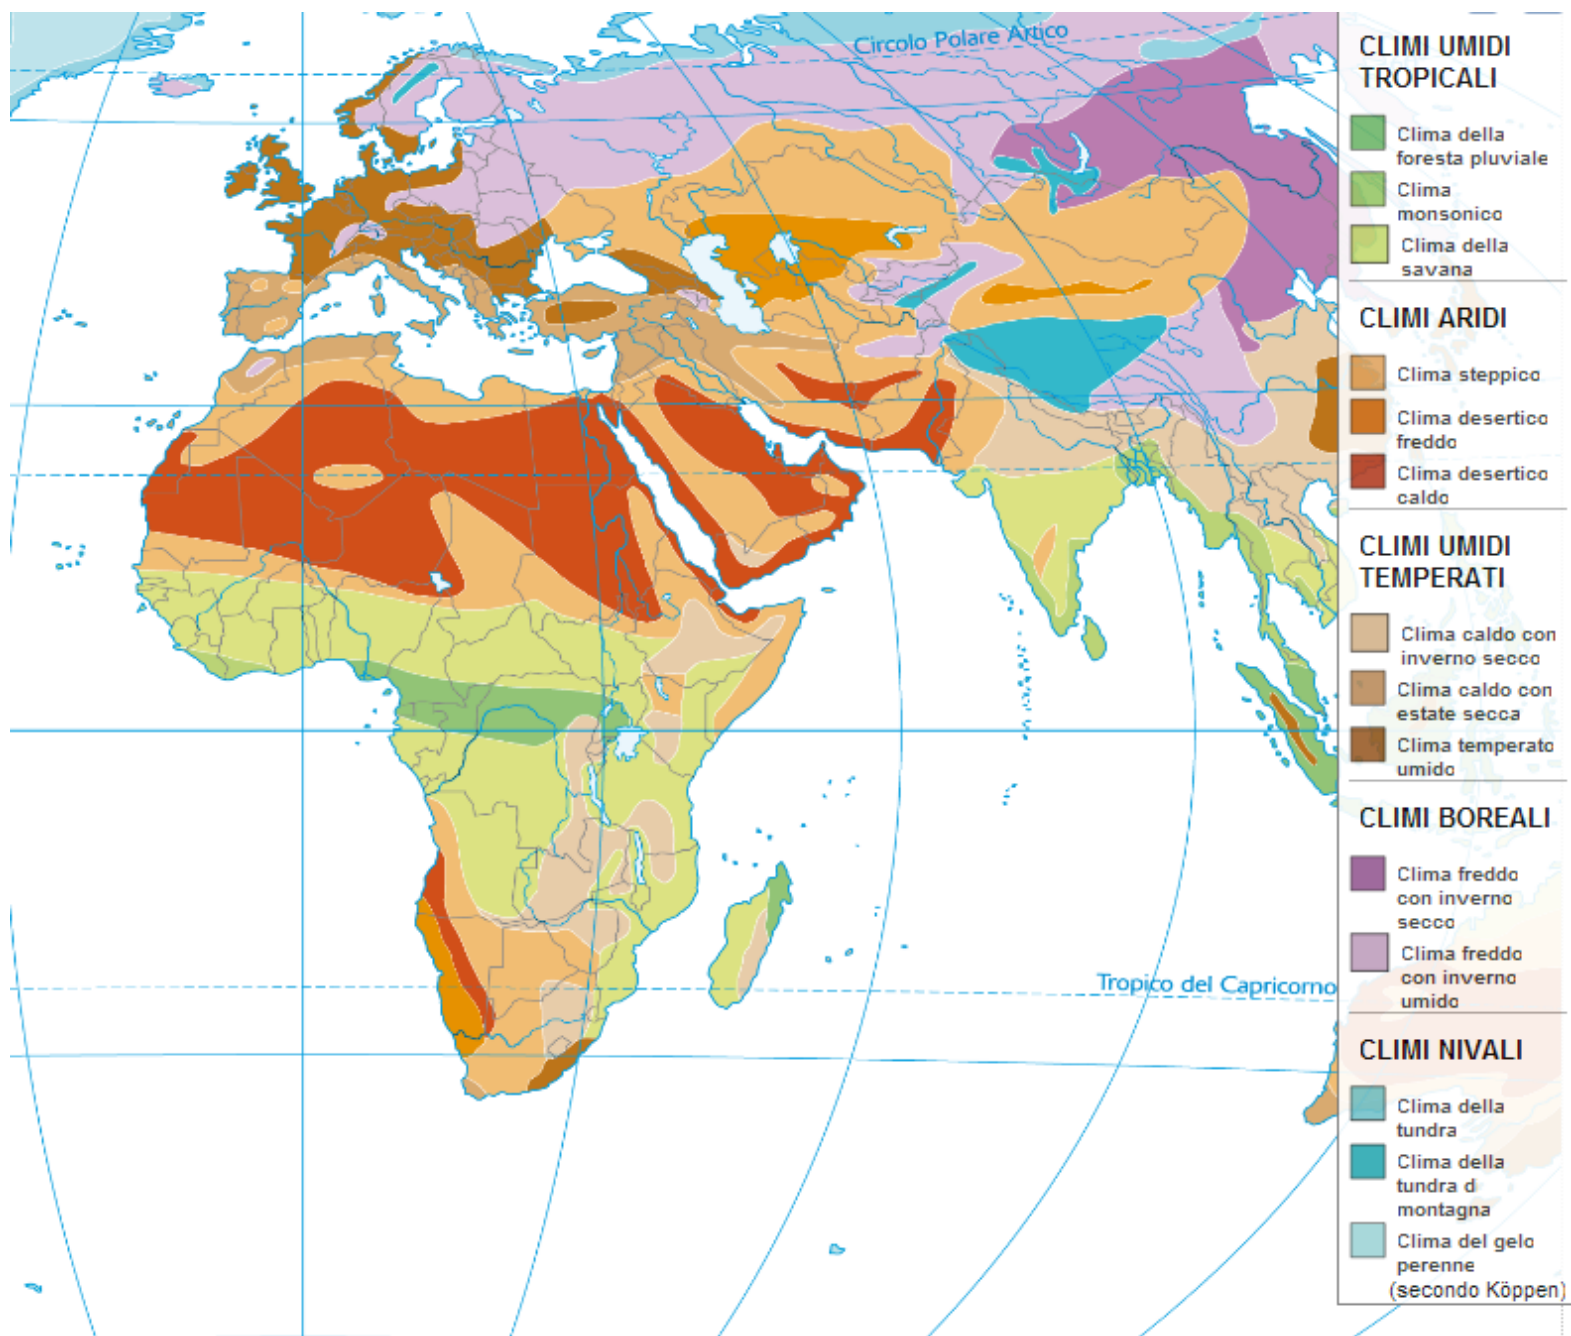 Circolo Polare Artico
Tropico del Capricorno
CLIMI UMIDI
TROPICALI
Clima della
foresta pluviale
Clima
monsonico
Clima della
savana
CLIMI ARIDI
Clima steppico
Clima desertico
freddo
Clima desertico
caldo
CLIMI UMIDI
TEMPERATI
Clima caldo con
inverno secco
Clima caldo con
estate secca
Clima temperato
umido
CLIMI BOREALI
Clima freddo
con inverno
secco
Clima freddo
con inverno
umido
CLIMI NIVALI
Clima della
tundra
Clima della
tundra d
montagna
Clima del gelo
perenne
(secondo Köppen)